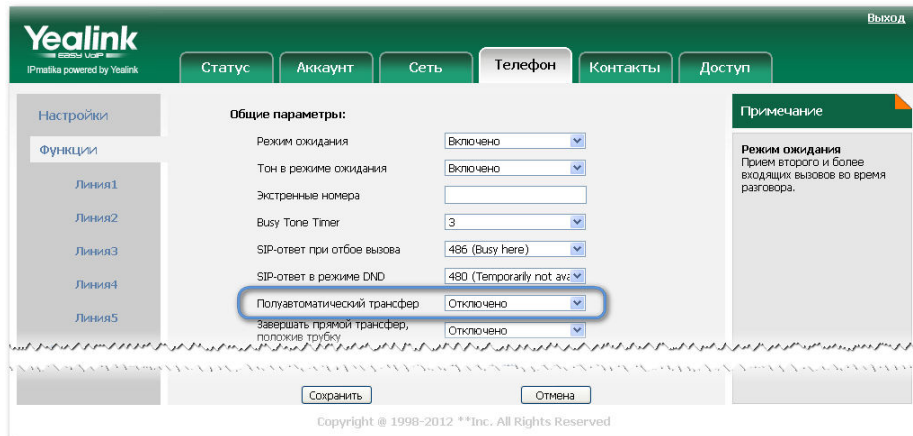 Выход
Yealink
EASY VoIP
IPmatika powered by Yealink
Статус Аккаунт Сеть Телефон Контакты Доступ
Настройки
Функции
Линия1
Линия2
Линия3
Линия4
Линия5
Общие параметры:
Режим ожидания Включено
Тон в режиме ожидания Включено
Экстренные номера
Busy Tone Timer 3
SIP-ответ при отбое вызова 486 (Busy here)
SIP-ответ в режиме DND 480 (Temporarily not ava
Полуавтоматический трансфер Отключено
Завершать прямой трансфер, Отключено
положив трубку
Сохранить Отмена
Примечание
Режим ожидания
Прием второго и более
входящих вызовов во время
разговора.
Copyright @ 1998-2012 **Inc. All Rights Reserved